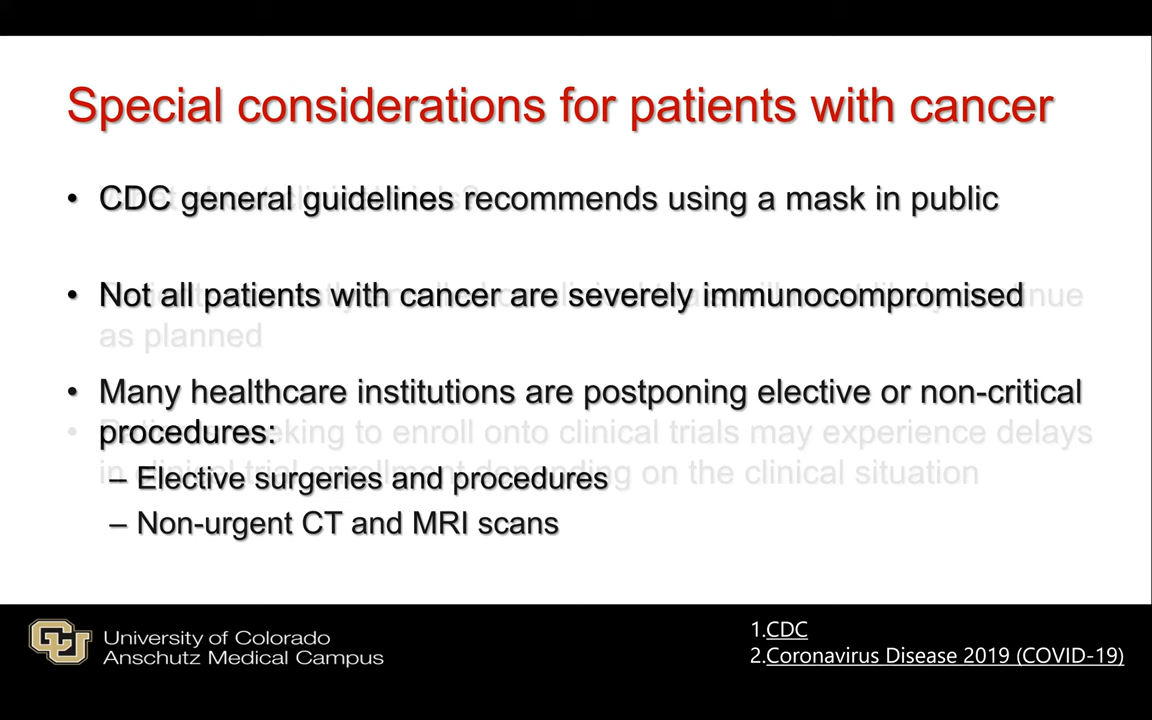 Special considerations for patients with cancer
• CDC general guidelines recommends using a mask in public
• Not all patients with cancer are severely immunocompromised
as planned
• Many healthcare institutions are postponing elective or non-critical
procedures:
• eking to enroll onto clinical trials may experience delays
– Elective surgeries and procedures
on the clinical situation
– Non-urgent CT and MRI scans
CU
University of Colorado
Anschutz Medical Campus
1.CDC
2.Coronavirus Disease 2019 (COVID-19)